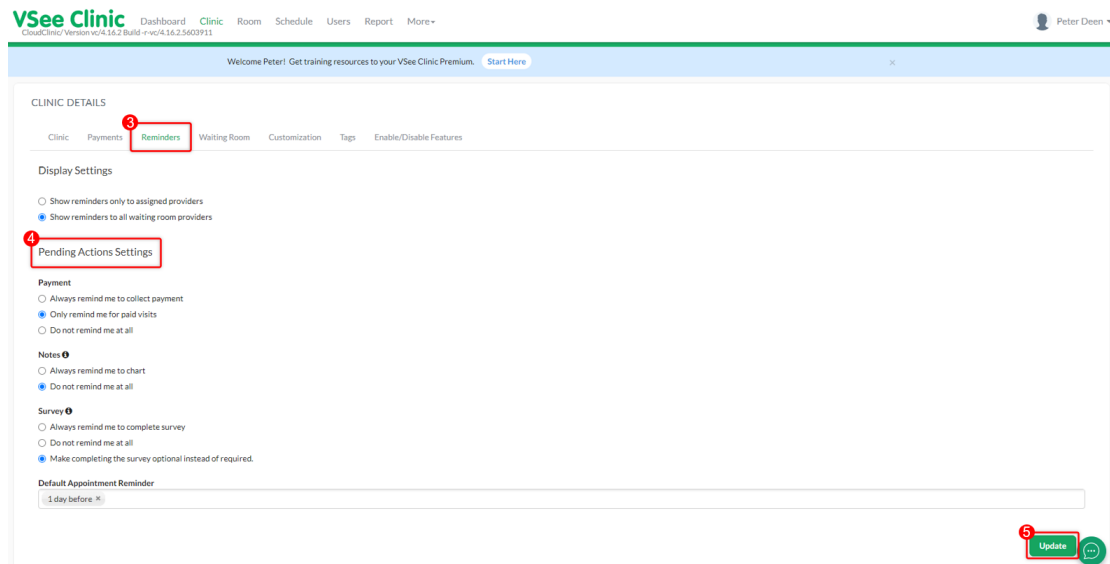 VSee Clinic Dashboard Clinic Room Schedule Users Report More Peter Deen
CloudClinic/ Version vc/4.16.2 Build -r-vc/4.16.2.5603911
Welcome Peter! Get training resources to your VSee Clinic Premium. Start Here ×
CLINIC DETAILS
3
Clinic Payments Reminders Waiting Room Customization Tags Enable/Disable Features
Display Settings
Show reminders only to assigned providers
Show reminders to all waiting room providers
4
Pending Actions Settings
Payment
Always remind me to collect payment
Only remind me for paid visits
Do not remind me at all
Notes
Always remind me to chart
Do not remind me at all
Survey
Always remind me to complete survey
Do not remind me at all
Make completing the survey optional instead of required.
Default Appointment Reminder
1 day before ×
5
Update